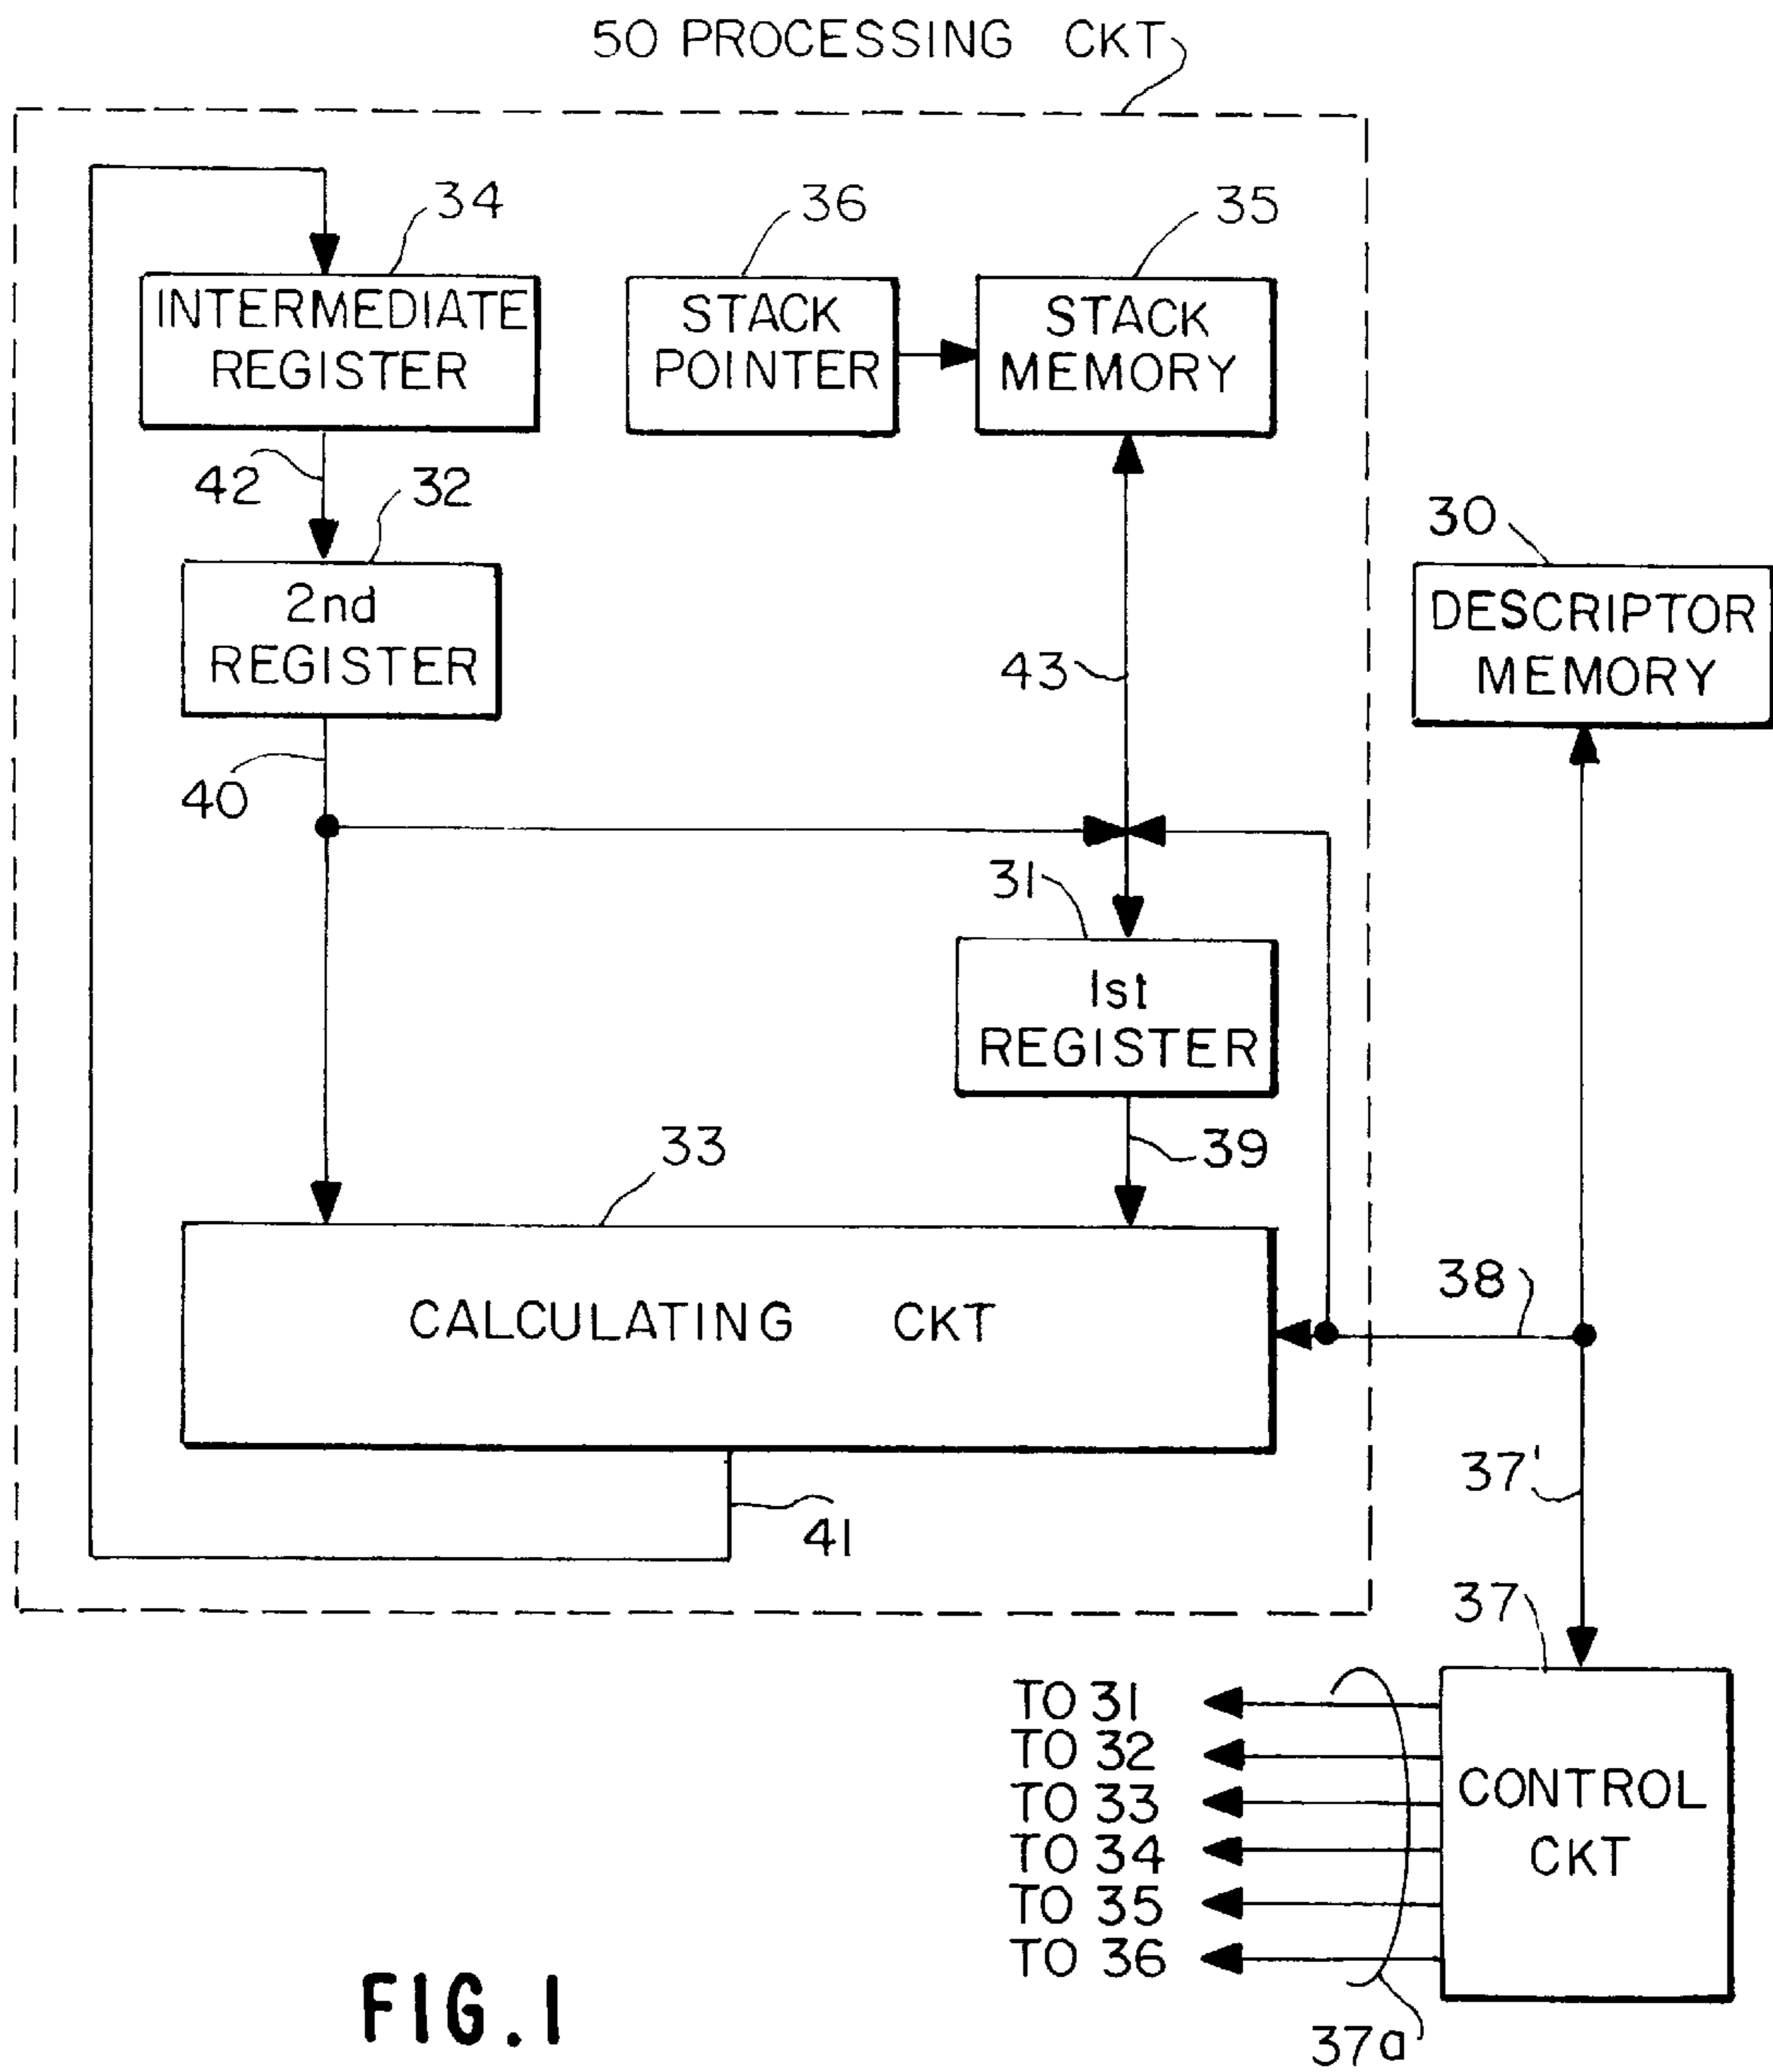 50 PROCESSING CKT
34
36
35
INTERMEDIATE
REGISTER
STACK
POINTER
STACK
MEMORY
42
32
30
2nd
REGISTER
DESCRIPTOR
MEMORY
43
40
31
1st
REGISTER
33
39
CALCULATING CKT
38
37'
41
37
TO 31
TO 32
TO 33
TO 34
TO 35
TO 36
CONTROL
CKT
37a
FIG.1